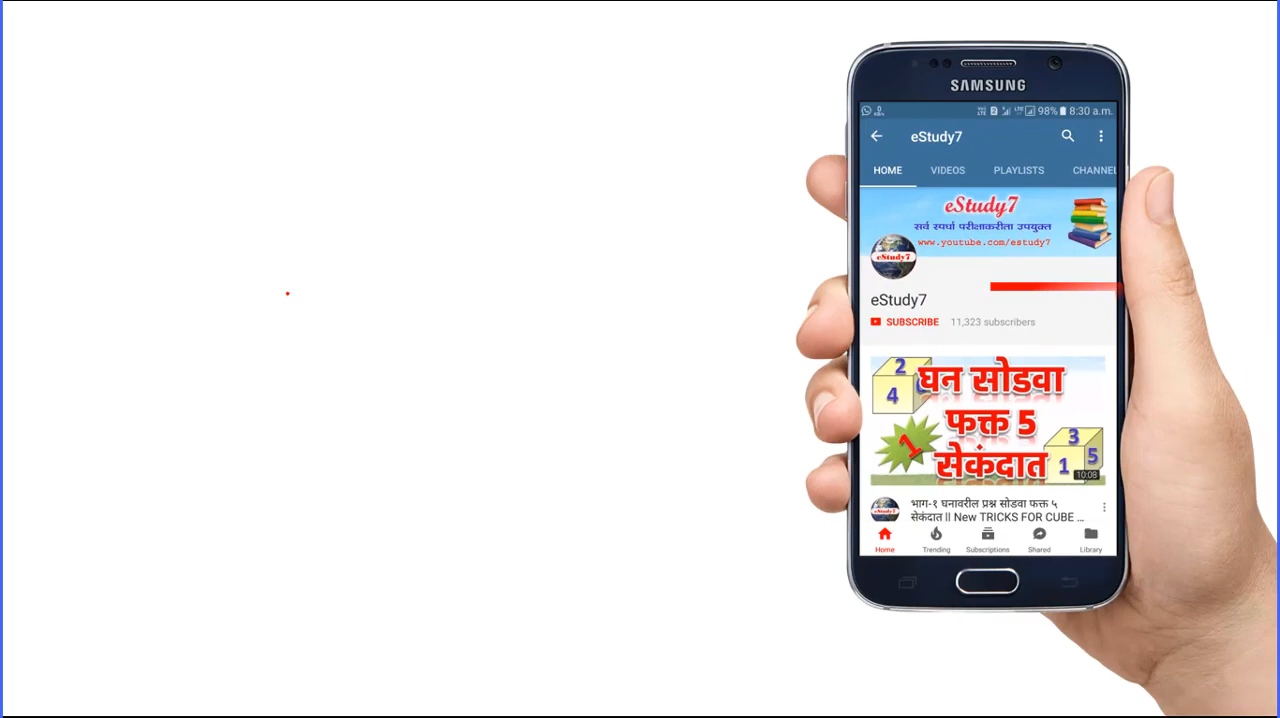 SAMSUNG
98% 8:30 a.m.
eStudy7
HOME VIDEOS PLAYLISTS CHANNEL
eStudy7
सर्व स्पर्धा परीक्षाकरीता उपयुक्त
www.youtube.com/estudy7
eStudy7
eStudy7
SUBSCRIBE 11,323 subscribers
2
4
घन सोडवा
फक्त 5
1
सेकंदात
3
1 5
10:08
भाग-१ घनावरील प्रश्न सोडवा फक्त ५
सेकंदात ll New TRICKS FOR CUBE ...
eStudy7
Home Trending Subscriptions Shared Library